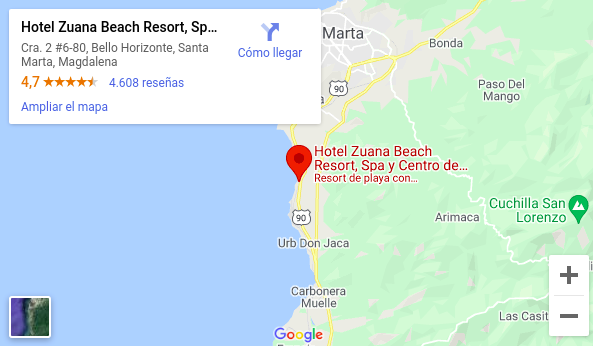 Hotel Zuana Beach Resort, Sp...
Cra. 2 #6-80, Bello Horizonte, Santa
Marta, Magdalena
4,7
4.608 reseñas
Ampliar el mapa
Cómo llegar
Marta
Bonda
90
Paso Del
Mango
a
Hotel Zuana Beach
Resort, Spa y Centro de...
Resort de playa con...
Cuchilla San
Lorenzo
Arimaca
90
Urb Don Jaca
Carbonera
Muelle
Las Casit
Google